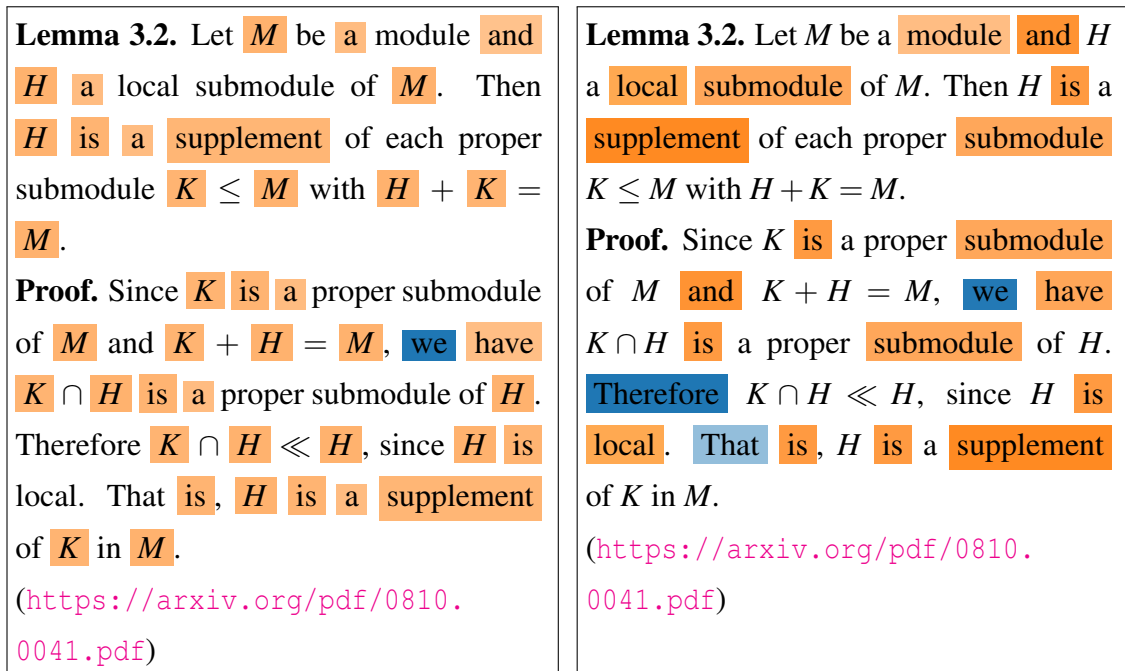 Lemma 3.2. Let M be a module and
H a local submodule of M. Then
H is a supplement of each proper
submodule K ≤ M with H + K =
M.
Proof. Since K is a proper submodule
of M and K + H = M, we have
K ∩ H is a proper submodule of H.
Therefore K ∩ H ≪ H, since H is
local. That is, H is a supplement
of K in M.
(https://arxiv.org/pdf/0810.
0041.pdf)
Lemma 3.2. Let M be a module and H
a local submodule of M. Then H is a
supplement of each proper submodule
K ≤ M with H + K = M.
Proof. Since K is a proper submodule
of M and K + H = M, we have
K ∩ H is a proper submodule of H.
Therefore K ∩ H ≪ H, since H is
local. That is, H is a supplement
of K in M.
(https://arxiv.org/pdf/0810.
0041.pdf)